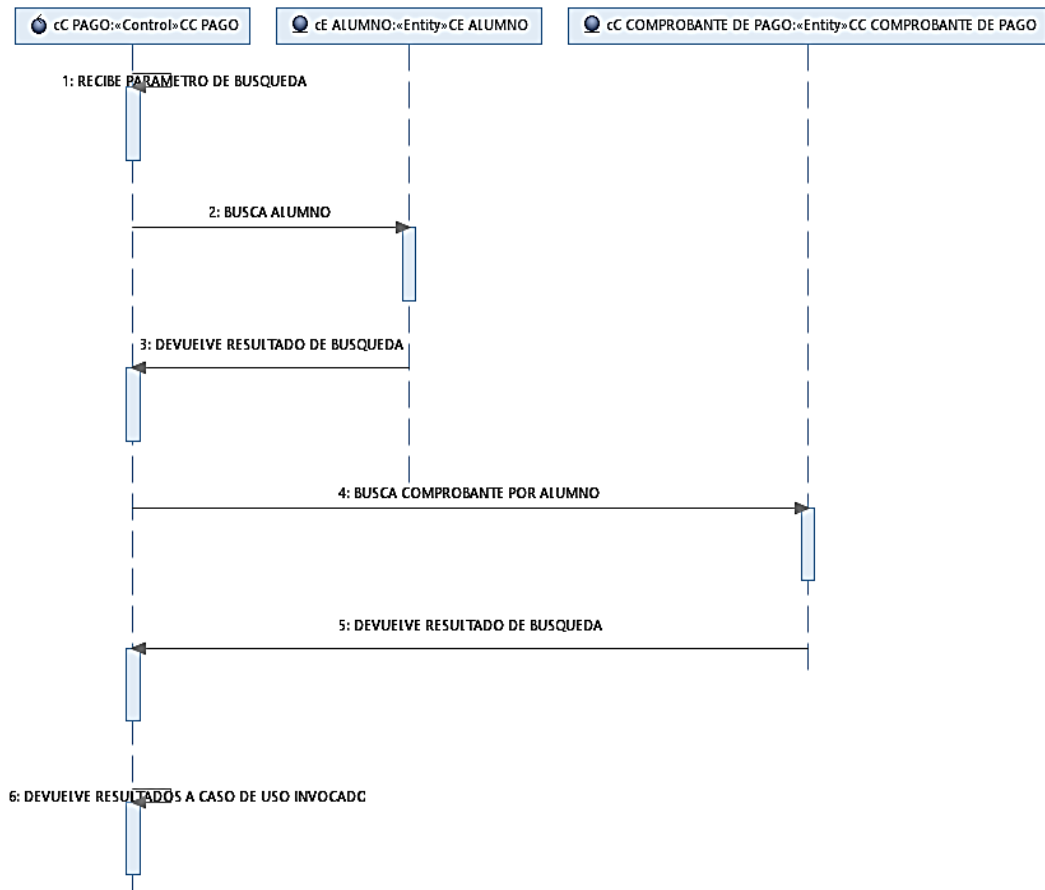 cC PAGO:«Control»CC PAGO
cE ALUMNO:«Entity»CE ALUMNO
cC COMPROBANTE DE PAGO:«Entity»CC COMPROBANTE DE PAGO
1: RECIBE PARAMETRO DE BUSQUEDA
2: BUSCA ALUMNO
3: DEVUELVE RESULTADO DE BUSQUEDA
4: BUSCA COMPROBANTE POR ALUMNO
5: DEVUELVE RESULTADO DE BUSQUEDA
6: DEVUELVE RESULTADOS A CASO DE USO INVOCADO